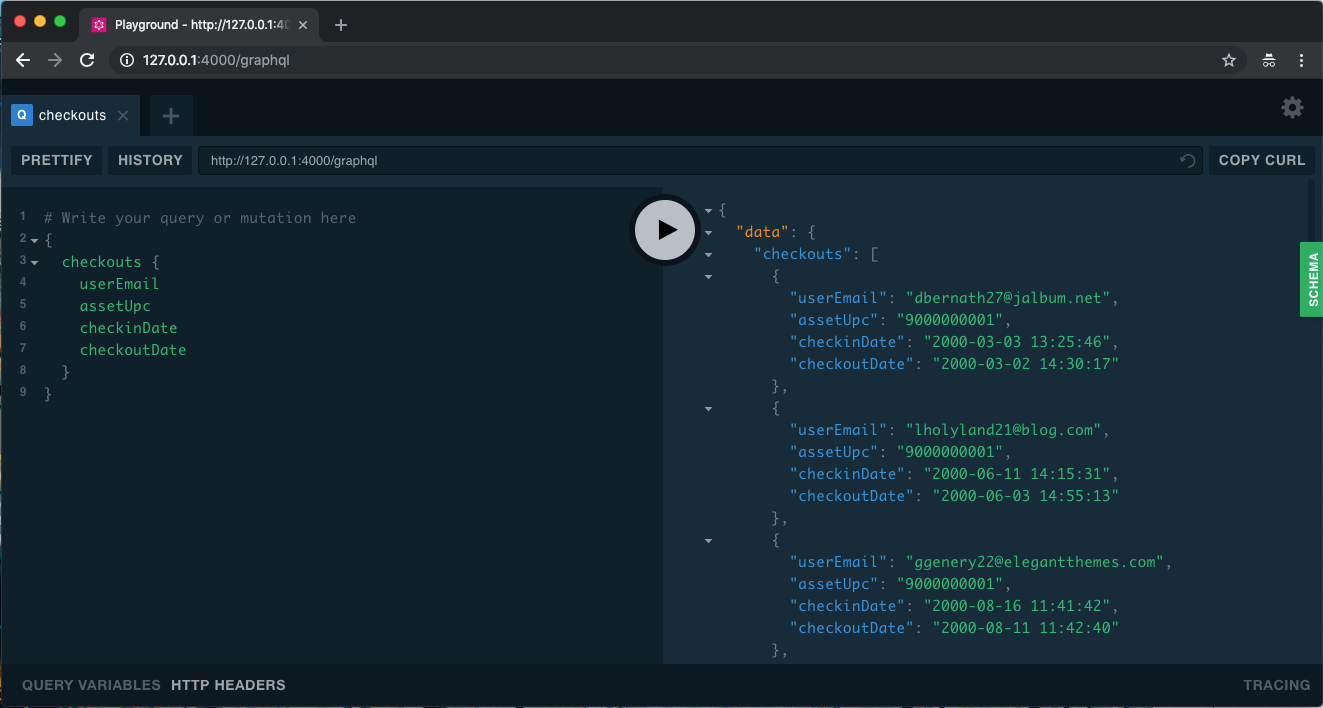 Playground - http://127.0.0.1:40
127.0.0.1:4000/graphql
Q checkouts
PRETTIFY HISTORY http://127.0.0.1:4000/graphql COPY CURL
1 # Write your query or mutation here
2 {
3 checkouts {
4 userEmail
5 assetUpc
6 checkinDate
7 checkoutDate
8 }
9 }
{
"data": {
"checkouts": [
{
"userEmail": "dbernath27@jalbum.net",
"assetUpc": "9000000001",
"checkinDate": "2000-03-03 13:25:46",
"checkoutDate": "2000-03-02 14:30:17"
},
{
"userEmail": "lholyland21@blog.com",
"assetUpc": "9000000001",
"checkinDate": "2000-06-11 14:15:31",
"checkoutDate": "2000-06-03 14:55:13"
},
{
"userEmail": "ggenery22@elegantthemes.com",
"assetUpc": "9000000001",
"checkinDate": "2000-08-16 11:41:42",
"checkoutDate": "2000-08-11 11:42:40"
},
SCHEMA
QUERY VARIABLES HTTP HEADERS TRACING